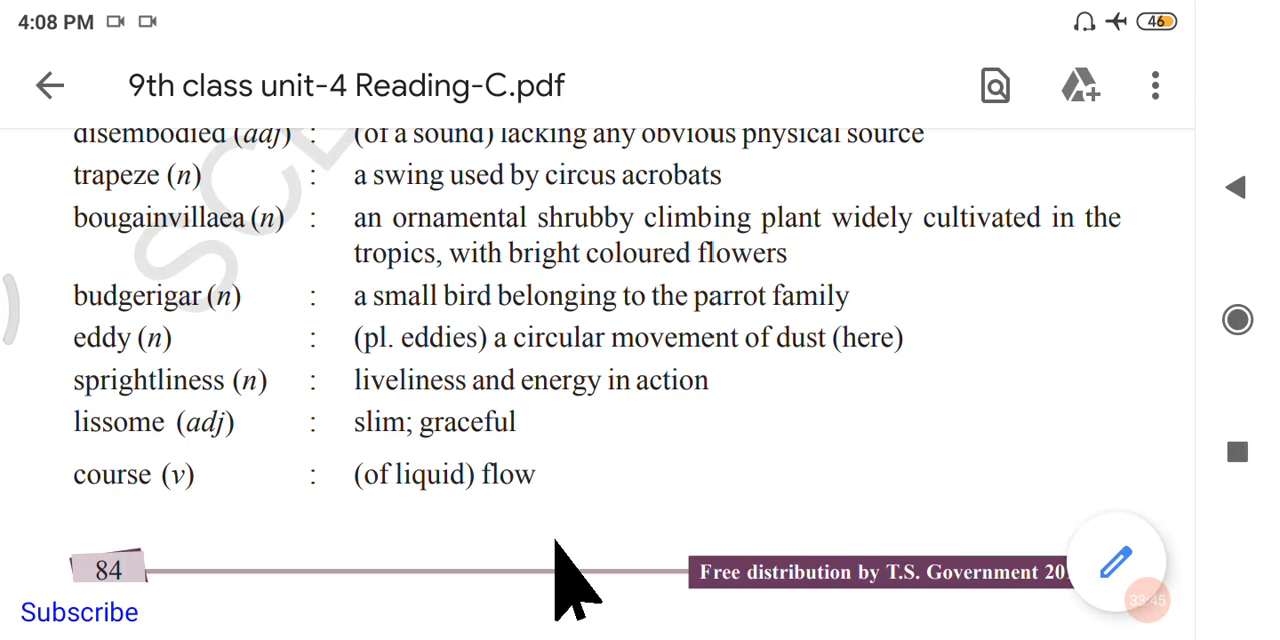 4:08 PM
46
9th class unit-4 Reading-C.pdf
disembodied (adj) : (of a sound) lacking any obvious physical source
trapeze (n) : a swing used by circus acrobats
bougainvillaea (n) : an ornamental shrubby climbing plant widely cultivated in the
tropics, with bright coloured flowers
budgerigar (n) : a small bird belonging to the parrot family
eddy (n) : (pl. eddies) a circular movement of dust (here)
sprightliness (n) : liveliness and energy in action
lissome (adj) : slim; graceful
course (v) : (of liquid) flow
84
Free distribution by T.S. Government 20
Subscribe
33:45